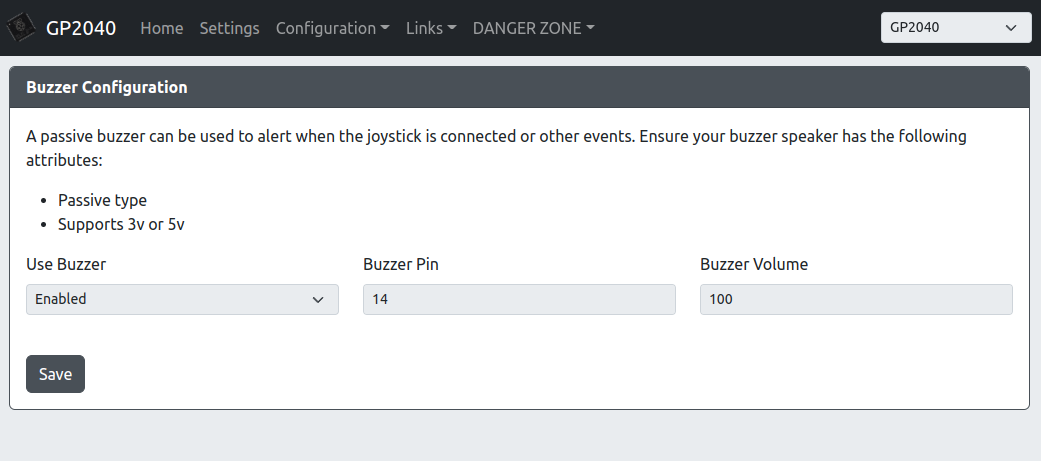 GP2040 Home Settings Configuration Links DANGER ZONE GP2040
Buzzer Configuration
A passive buzzer can be used to alert when the joystick is connected or other events. Ensure your buzzer speaker has the following
attributes:
• Passive type
• Supports 3v or 5v
Use Buzzer Buzzer Pin Buzzer Volume
Enabled 14 100
Save